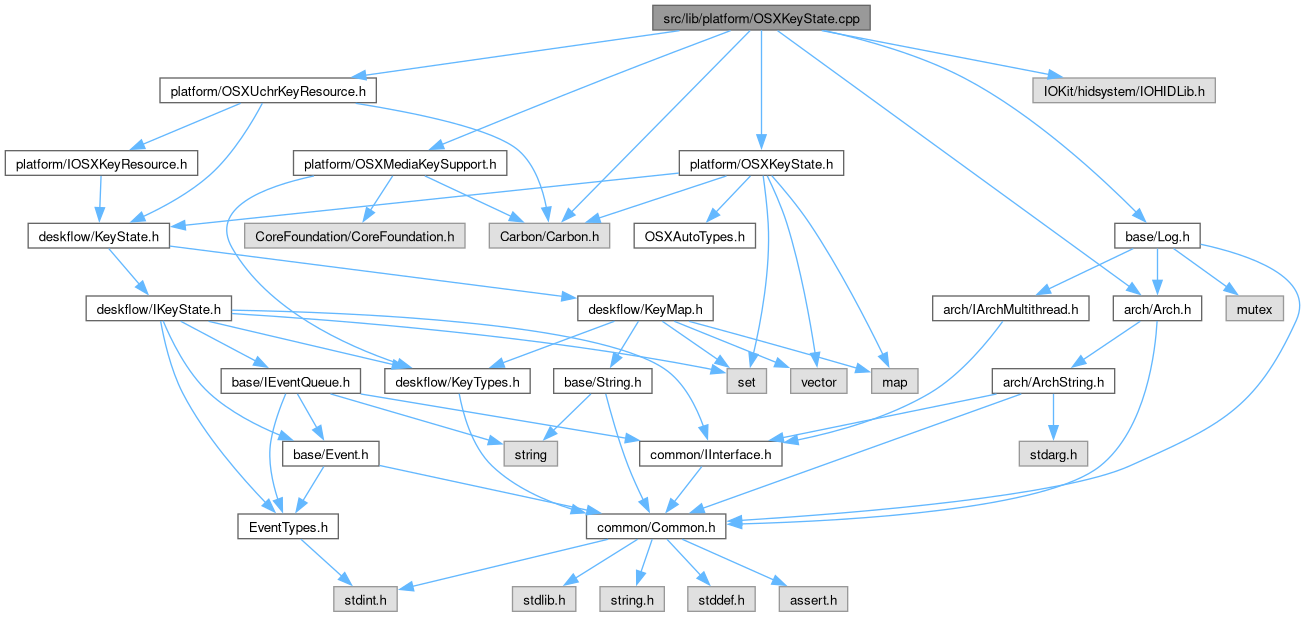 src/lib/platform/OSXKeyState.cpp
platform/OSXUchrKeyResource.h
IOKit/hidsystem/IOHIDLib.h
platform/IOSXKeyResource.h
platform/OSXMediaKeySupport.h
platform/OSXKeyState.h
deskflow/KeyState.h
CoreFoundation/CoreFoundation.h
Carbon/Carbon.h
OSXAutoTypes.h
base/Log.h
deskflow/IKeyState.h
deskflow/KeyMap.h
arch/IArchMultithread.h
arch/Arch.h
mutex
base/IEventQueue.h
deskflow/KeyTypes.h
base/String.h
set
vector
map
arch/ArchString.h
base/Event.h
string
common/IInterface.h
stdarg.h
EventTypes.h
common/Common.h
stdint.h
stdlib.h
string.h
stddef.h
assert.h